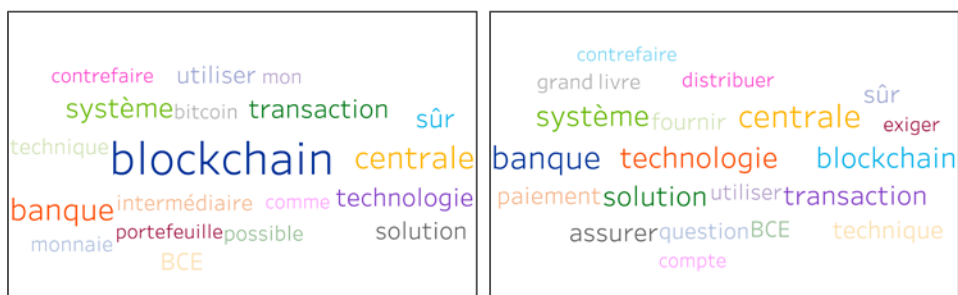 contrefaire utiliser mon
système bitcoin transaction sûr
technique blockchain centrale
banque intermédiaire comme technologie
monnaie portefeuille possible solution
BCE
contrefaire
grand livre distribuer sûr
système fournir centrale exiger
banque technologie blockchain
paiement solution utiliser transaction
assurer question BCE technique
compte